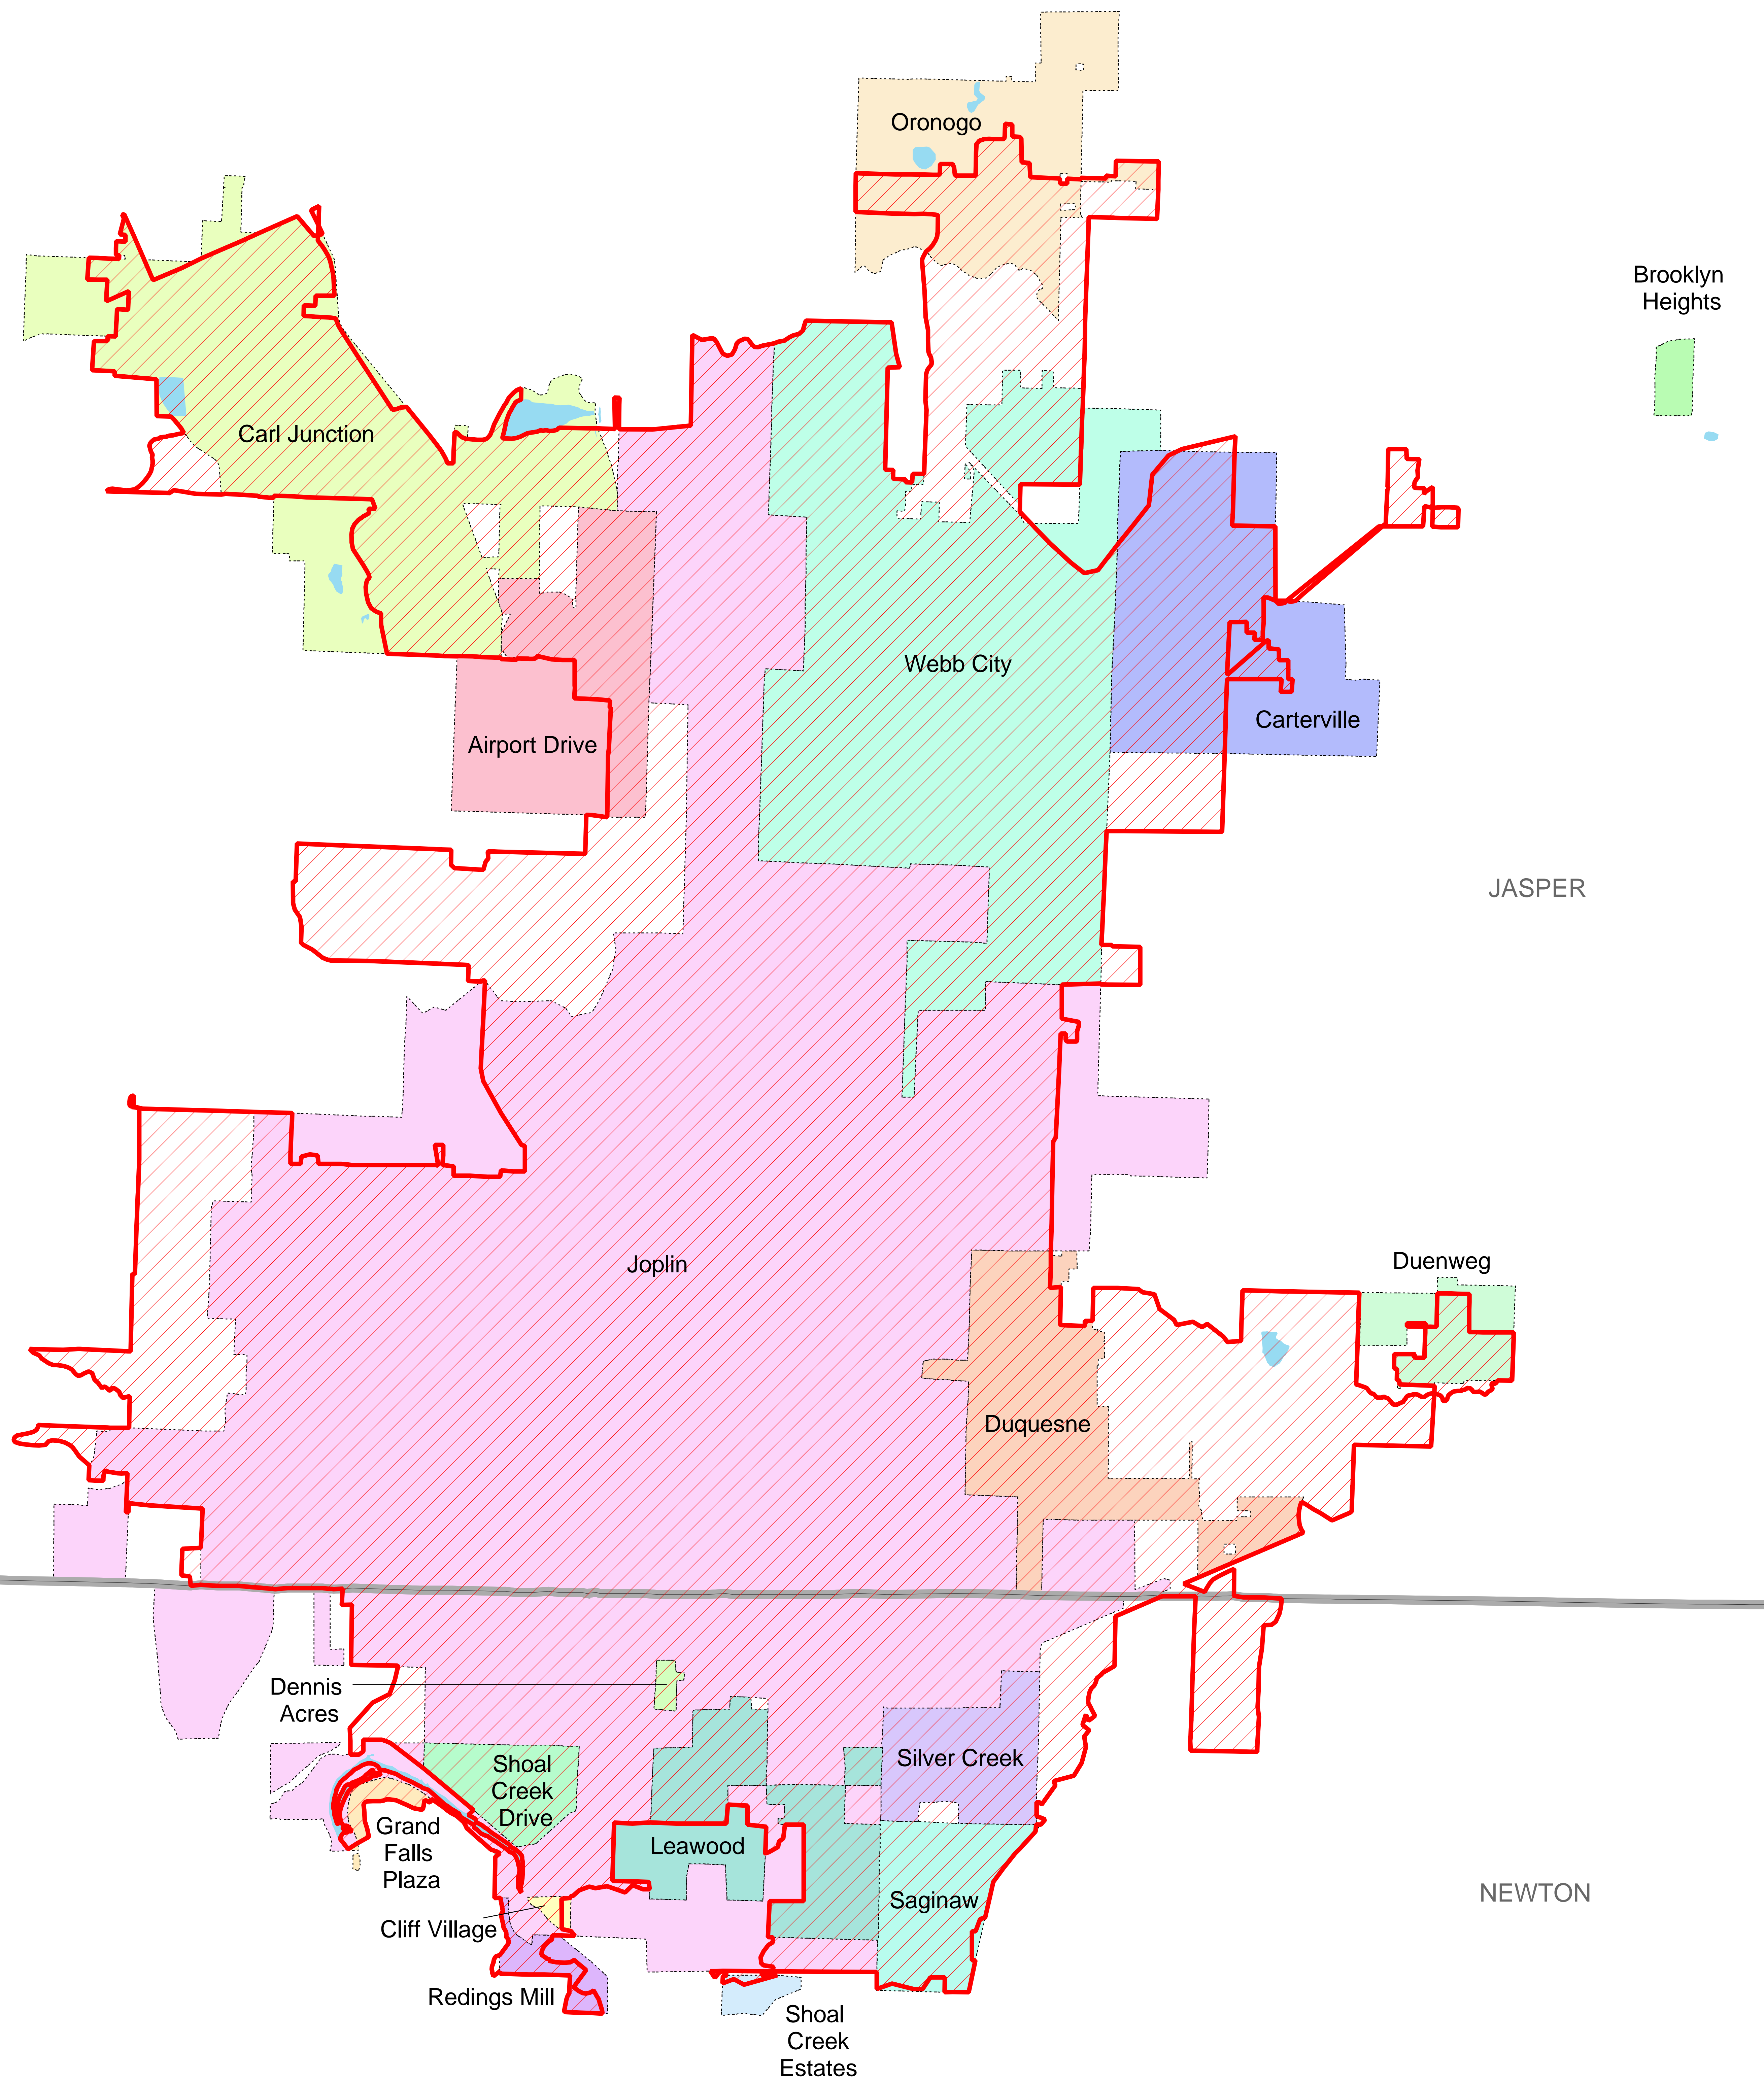 Oronogo
Brooklyn
Heights
Carl Junction
Webb City
Carterville
Airport Drive
JASPER
Joplin
Duenweg
Duquesne
Dennis
Acres
Shoal
Creek
Drive
Silver Creek
Grand
Falls
Plaza
Leawood
Saginaw
NEWTON
Cliff Village
Redings Mill
Shoal
Creek
Estates